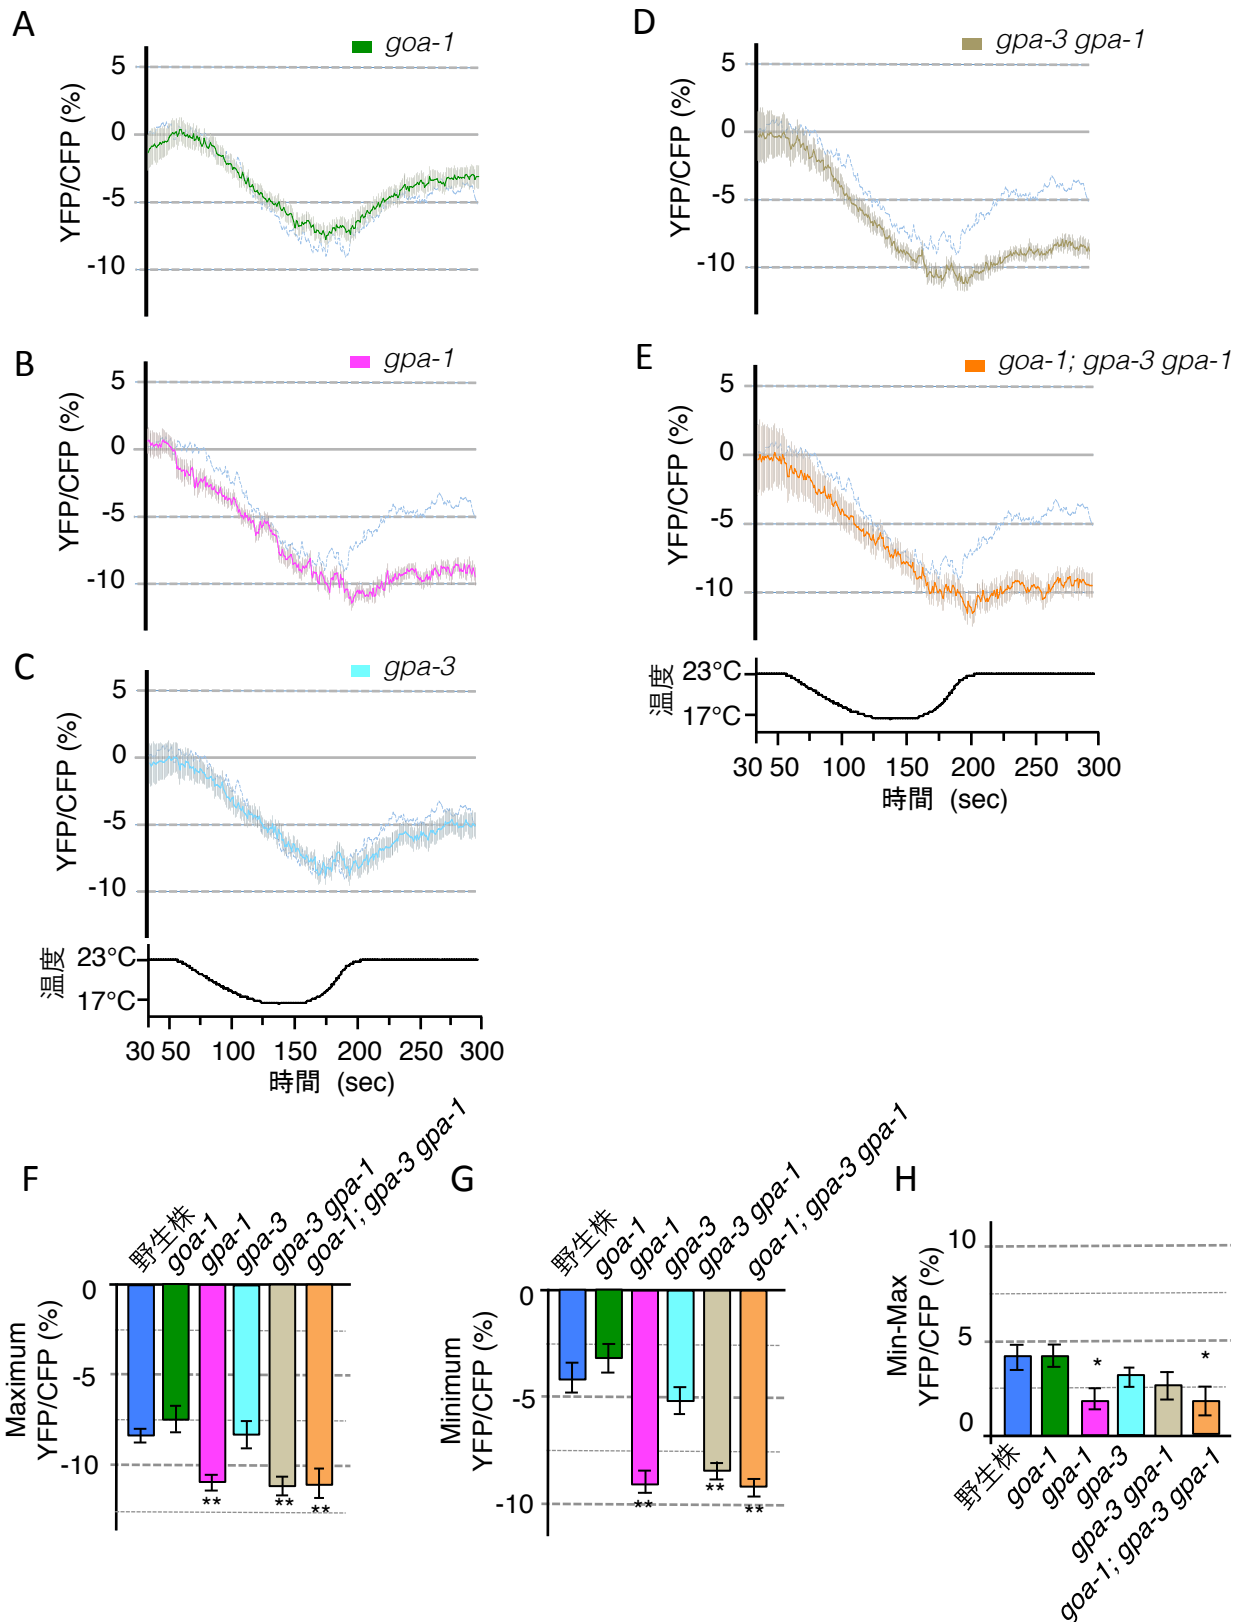 A
goa-1
5
0
-5
-10
YFP/CFP (%)
B
gpa-1
5
0
-5
-10
YFP/CFP (%)
C
gpa-3
5
0
-5
-10
YFP/CFP (%)
温度
23°C
17°C
30 50 100 150 200 250 300
時間 (sec)
D
gpa-3 gpa-1
5
0
-5
-10
YFP/CFP (%)
E
goa-1; gpa-3 gpa-1
5
0
-5
-10
YFP/CFP (%)
温度
23°C
17°C
30 50 100 150 200 250 300
時間 (sec)
F
野生株
goa-1
gpa-1
gpa-3
gpa-3 gpa-1
goa-1; gpa-3 gpa-1
0
-5
-10
Maximum
YFP/CFP (%)
** ** **
G
野生株
goa-1
gpa-1
gpa-3
gpa-3 gpa-1
goa-1; gpa-3 gpa-1
0
-5
-10
Minimum
YFP/CFP (%)
** ** **
H
10
5
0
Min-Max
YFP/CFP (%)
* *
野生株
goa-1
gpa-1
gpa-3
gpa-3 gpa-1
goa-1; gpa-3 gpa-1